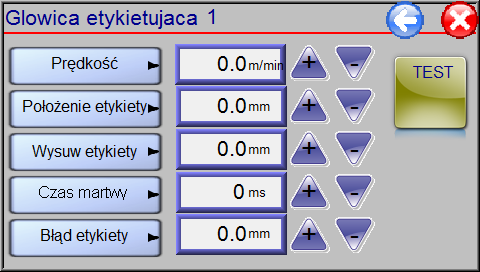 Glowica etykietujaca 1
Prędkość 0.0 m/min + -
TEST
Położenie etykiety 0.0 mm + -
Wysuw etykiety 0.0 mm + -
Czas martwy 0 ms + -
Błąd etykiety 0.0 mm + -